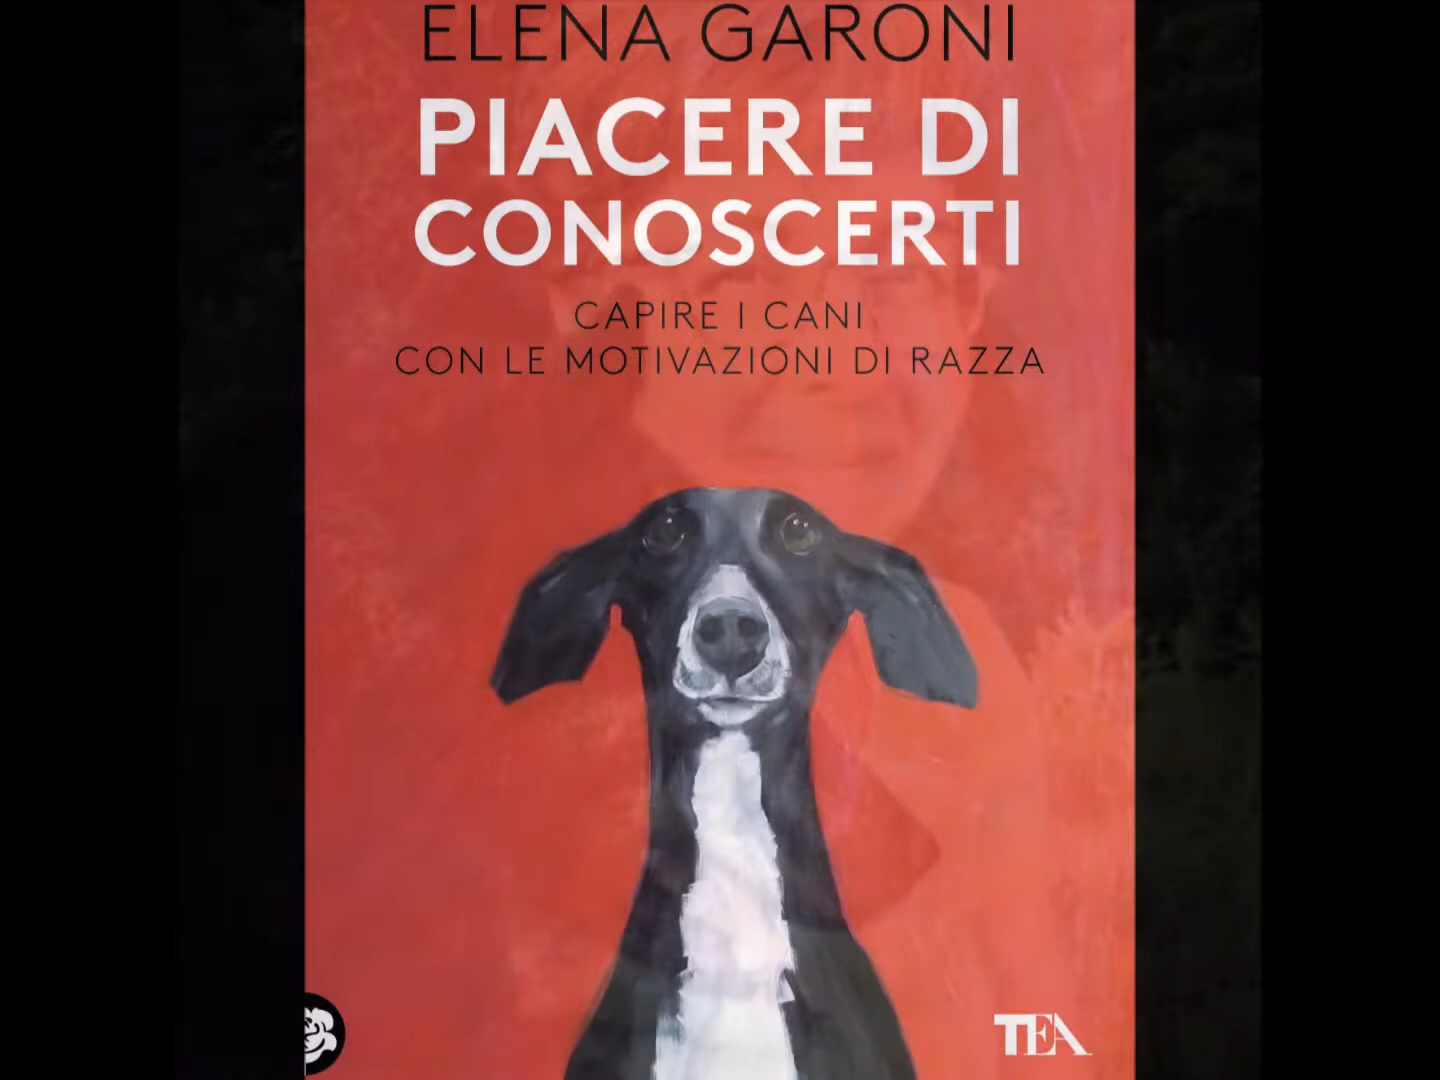 ELENA GARONI
PIACERE DI
CONOSCERTI
CAPIRE I CANI
CON LE MOTIVAZIONI DI RAZZA
TEA